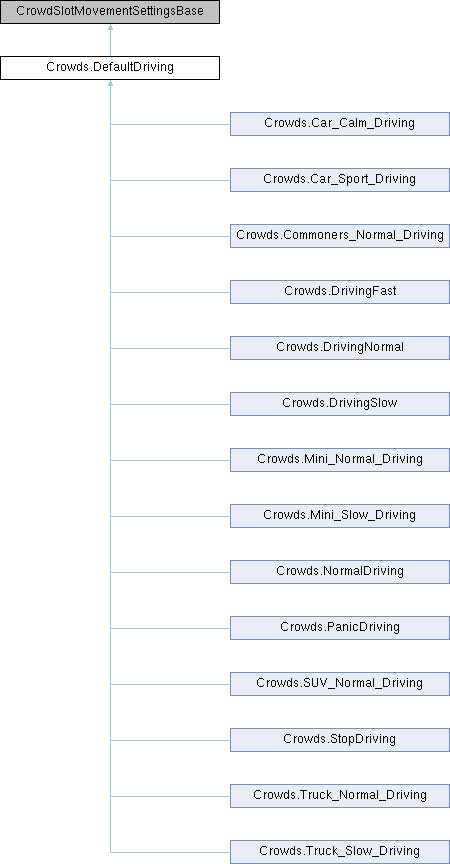 CrowdSlotMovementSettingsBase
Crowds.DefaultDriving
Crowds.Car_Calm_Driving
Crowds.Car_Sport_Driving
Crowds.Commoners_Normal_Driving
Crowds.DrivingFast
Crowds.DrivingNormal
Crowds.DrivingSlow
Crowds.Mini_Normal_Driving
Crowds.Mini_Slow_Driving
Crowds.NormalDriving
Crowds.PanicDriving
Crowds.SUV_Normal_Driving
Crowds.StopDriving
Crowds.Truck_Normal_Driving
Crowds.Truck_Slow_Driving